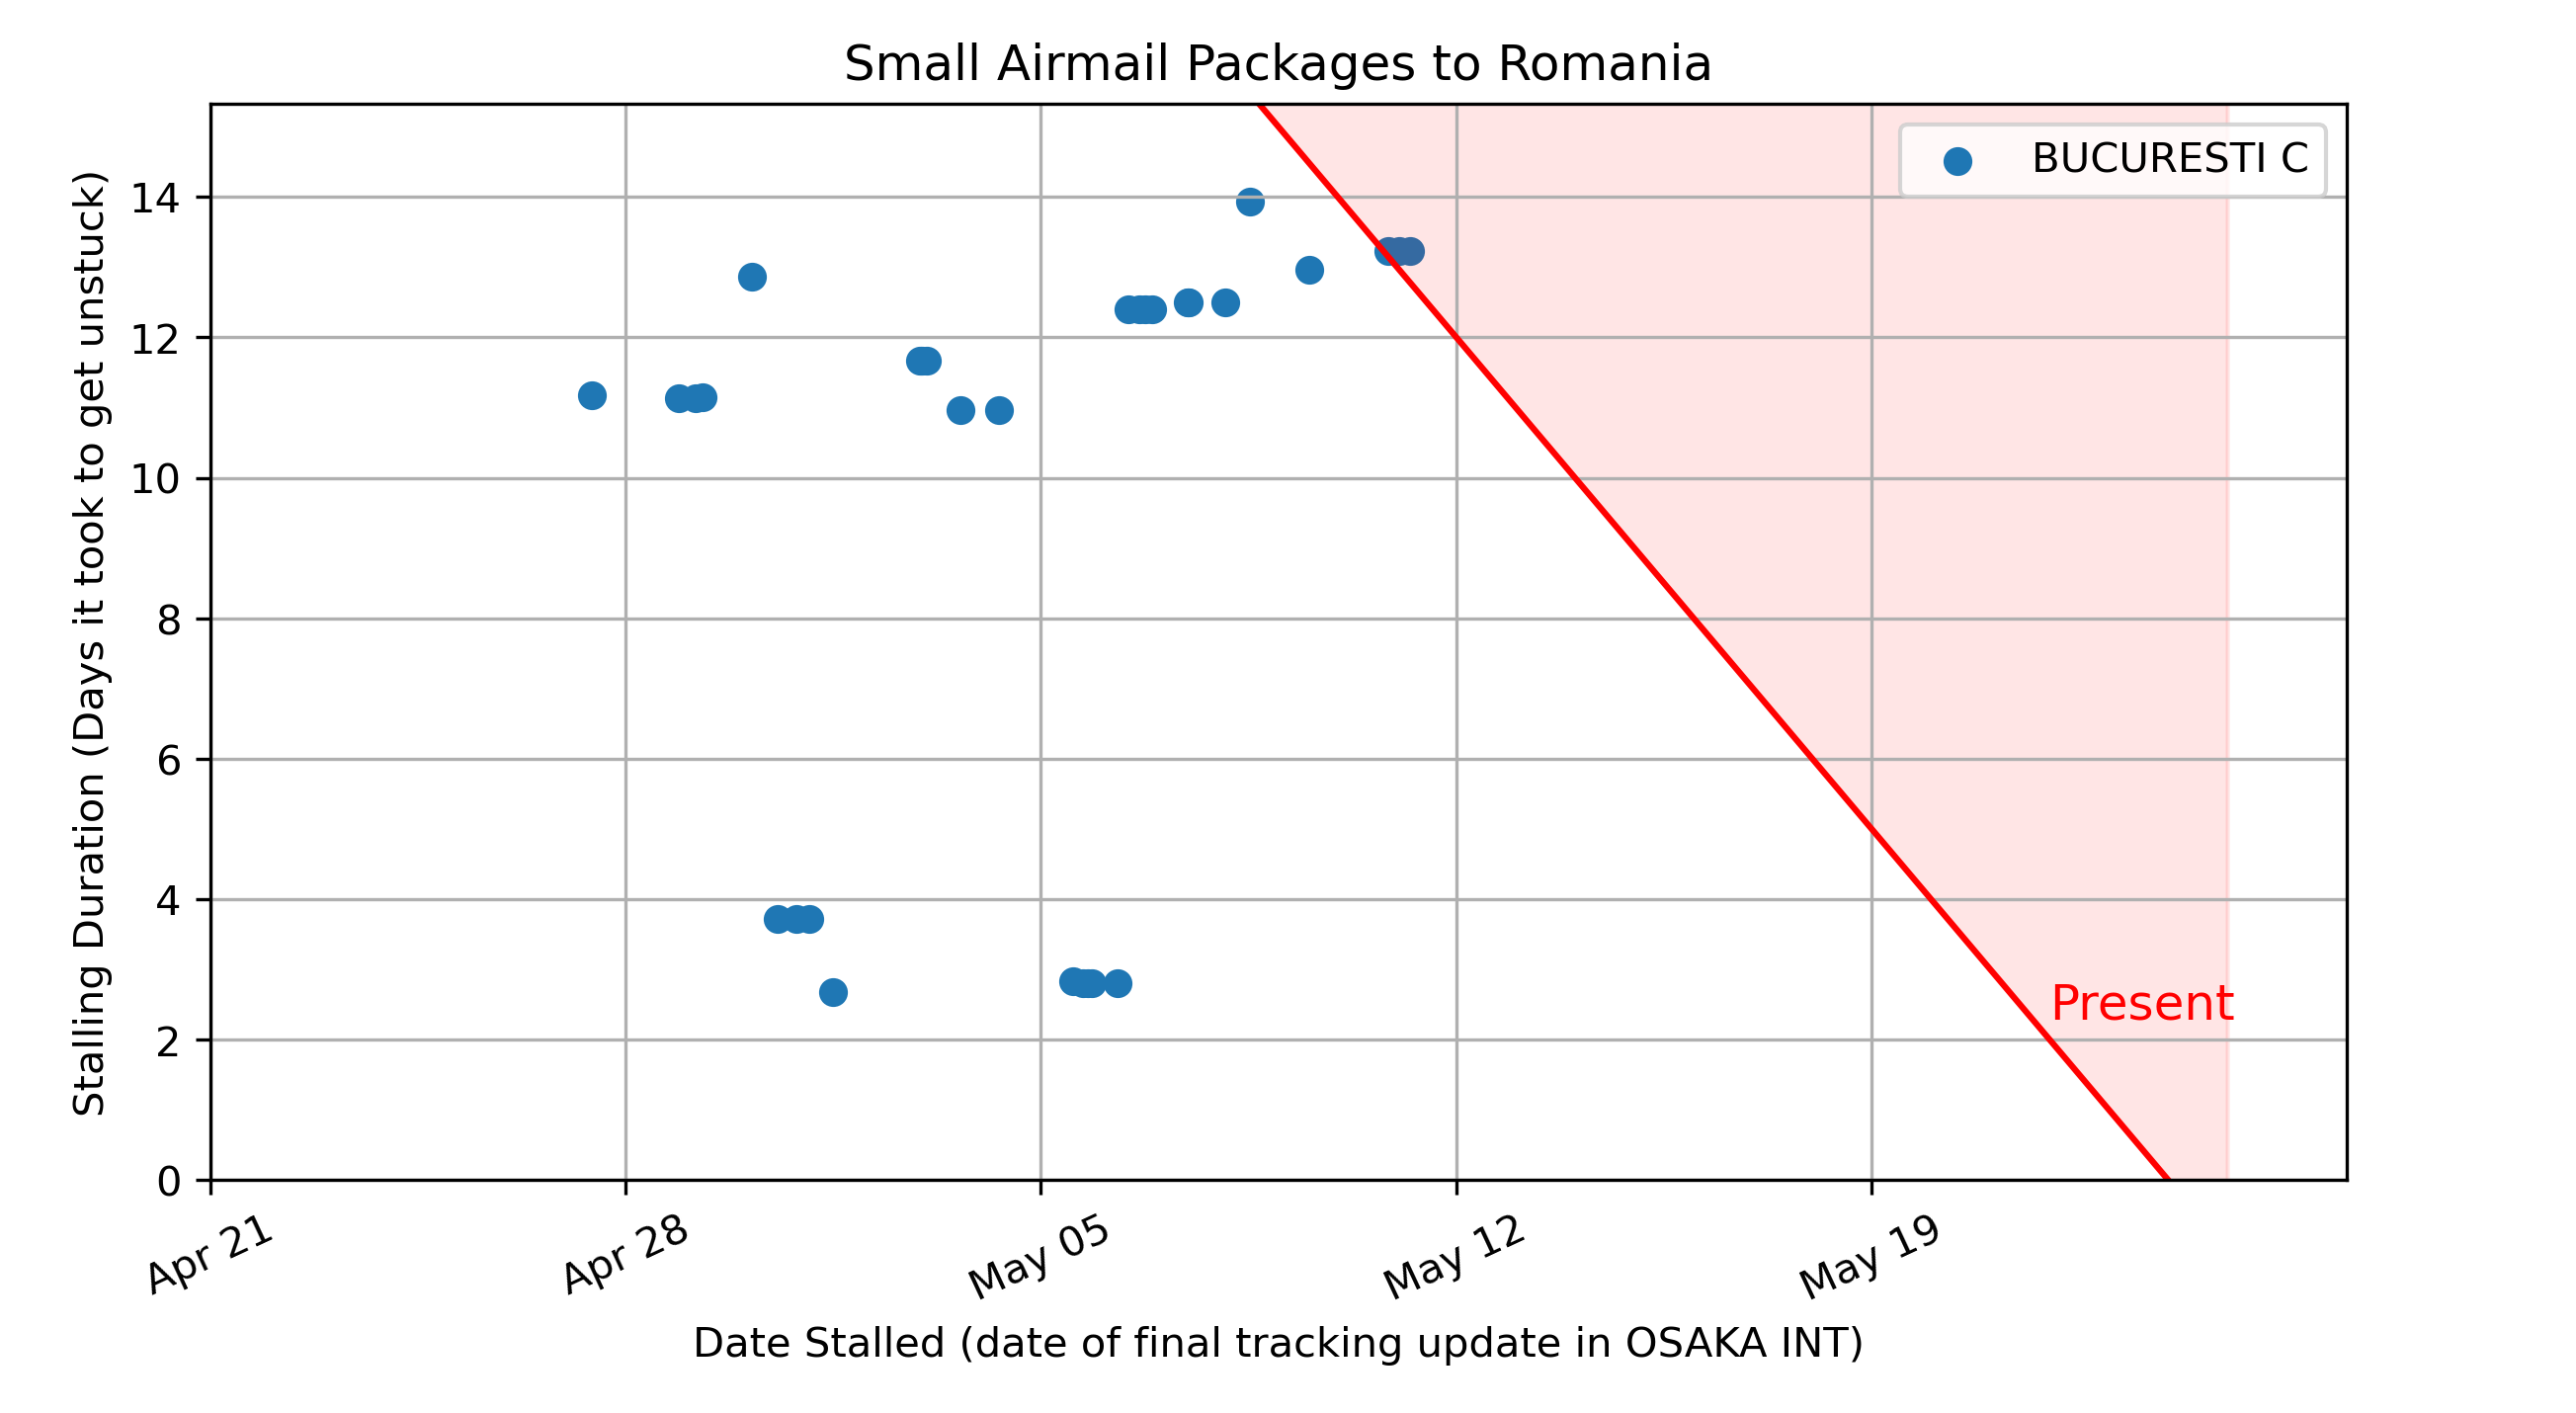 Small Airmail Packages to Romania
BUCURESTI C
Stalling Duration (Days it took to get unstuck)
14
12
10
8
6
4
2
0
Present
Apr 21
Apr 28
May 05
May 12
May 19
Date Stalled (date of final tracking update in OSAKA INT)